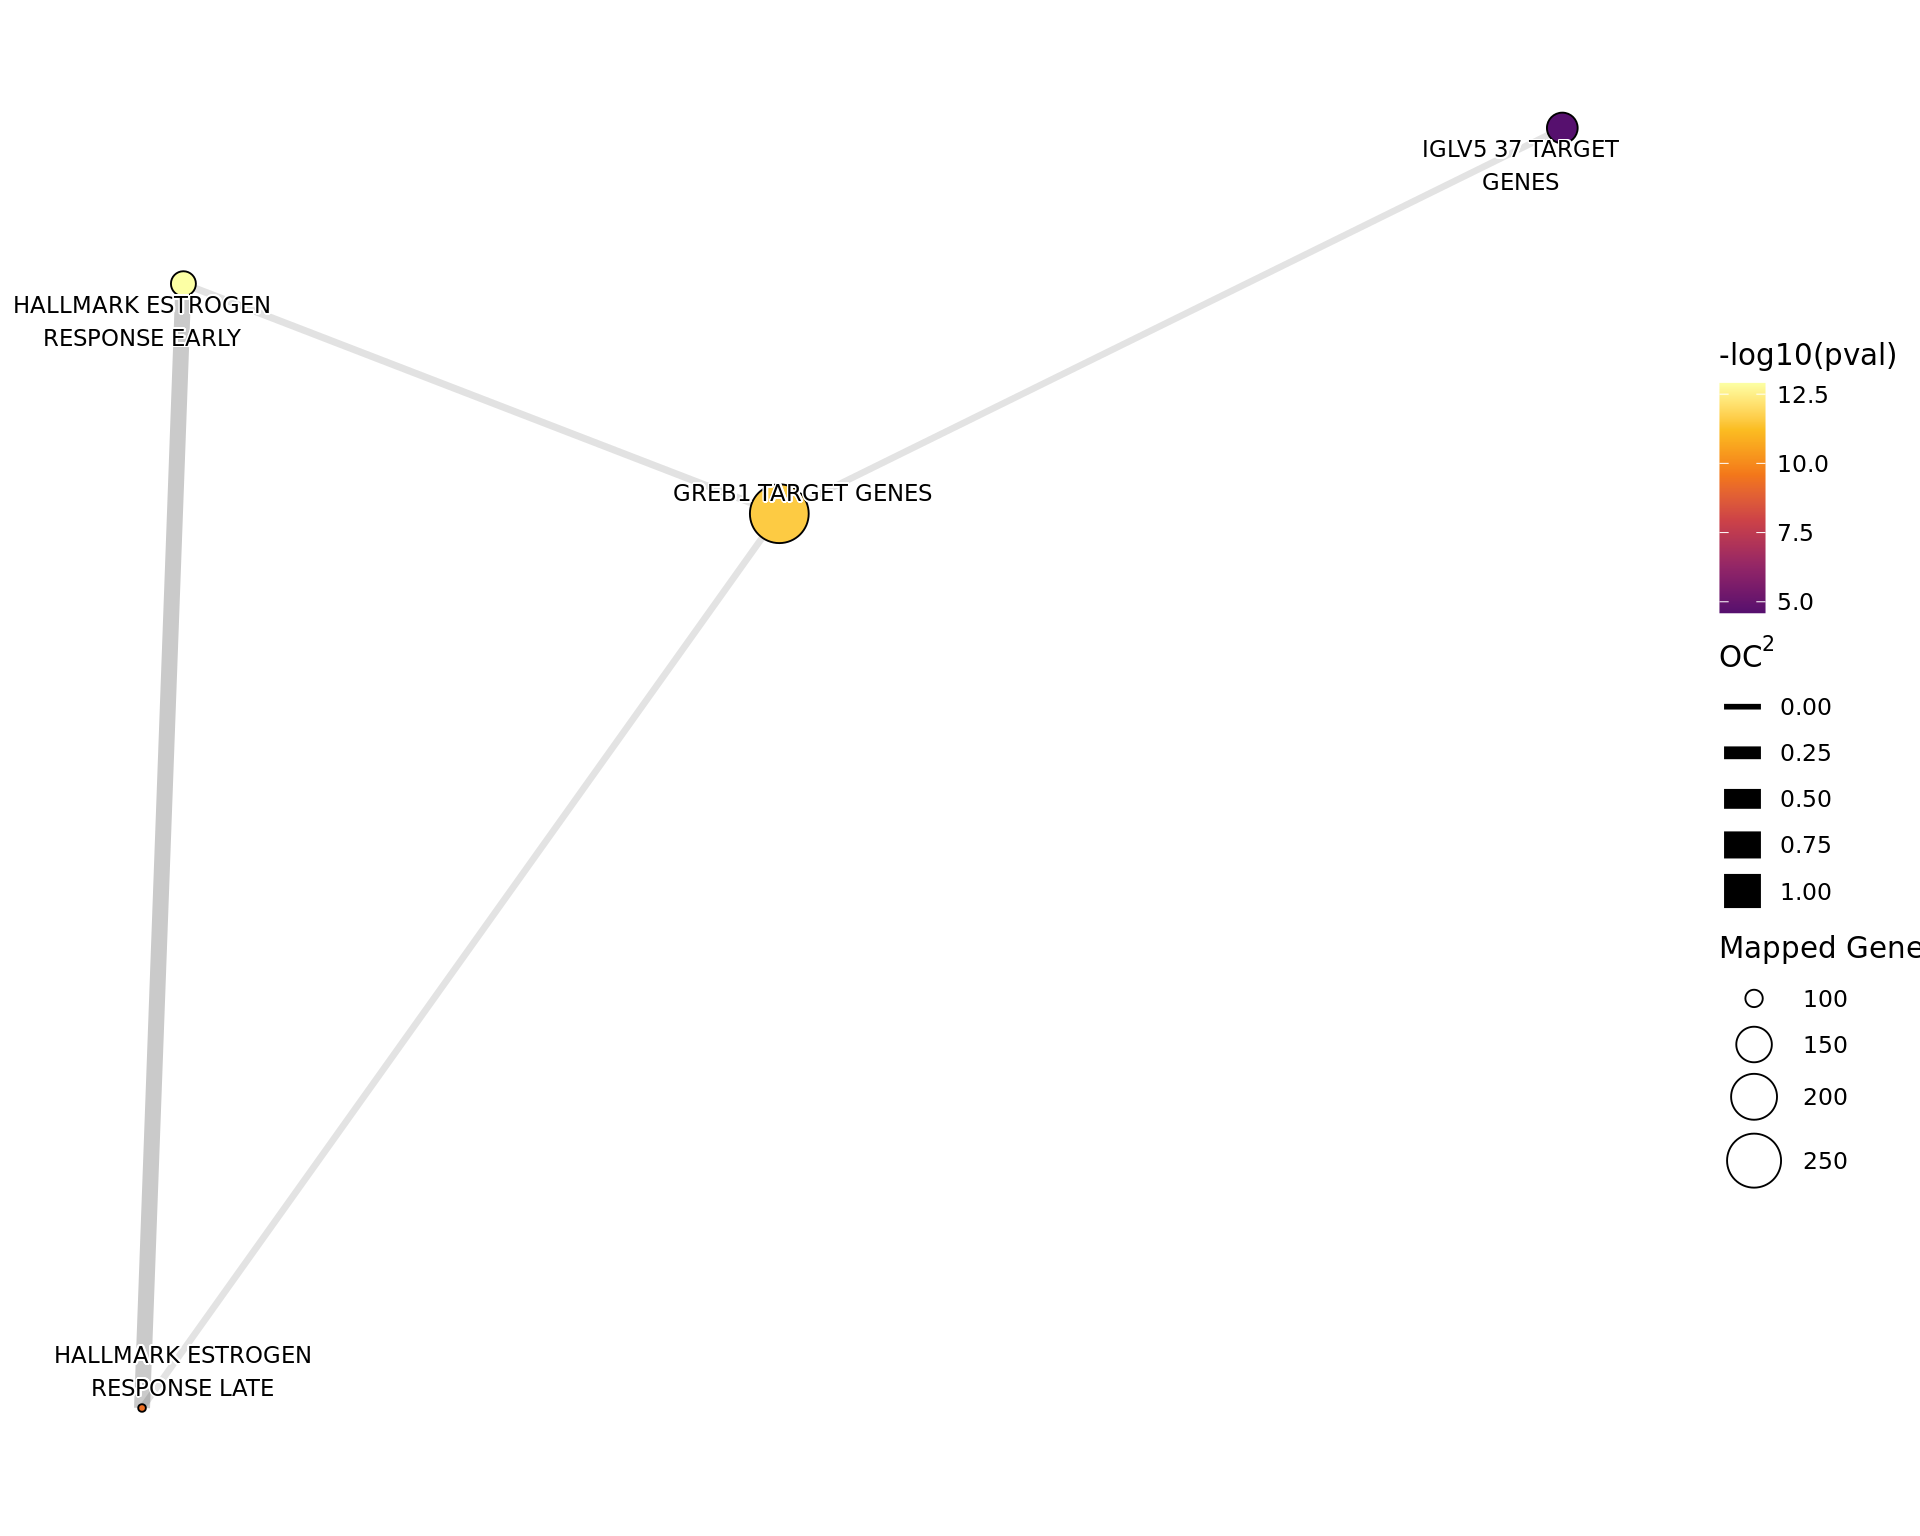 IGLV5 37 TARGET
GENES
HALLMARK ESTROGEN
RESPONSE EARLY
GREB1 TARGET GENES
HALLMARK ESTROGEN
RESPONSE LATE
-log10(pval)
12.5
10.0
7.5
5.0
OC²
0.00
0.25
0.50
0.75
1.00
Mapped Gene
100
150
200
250